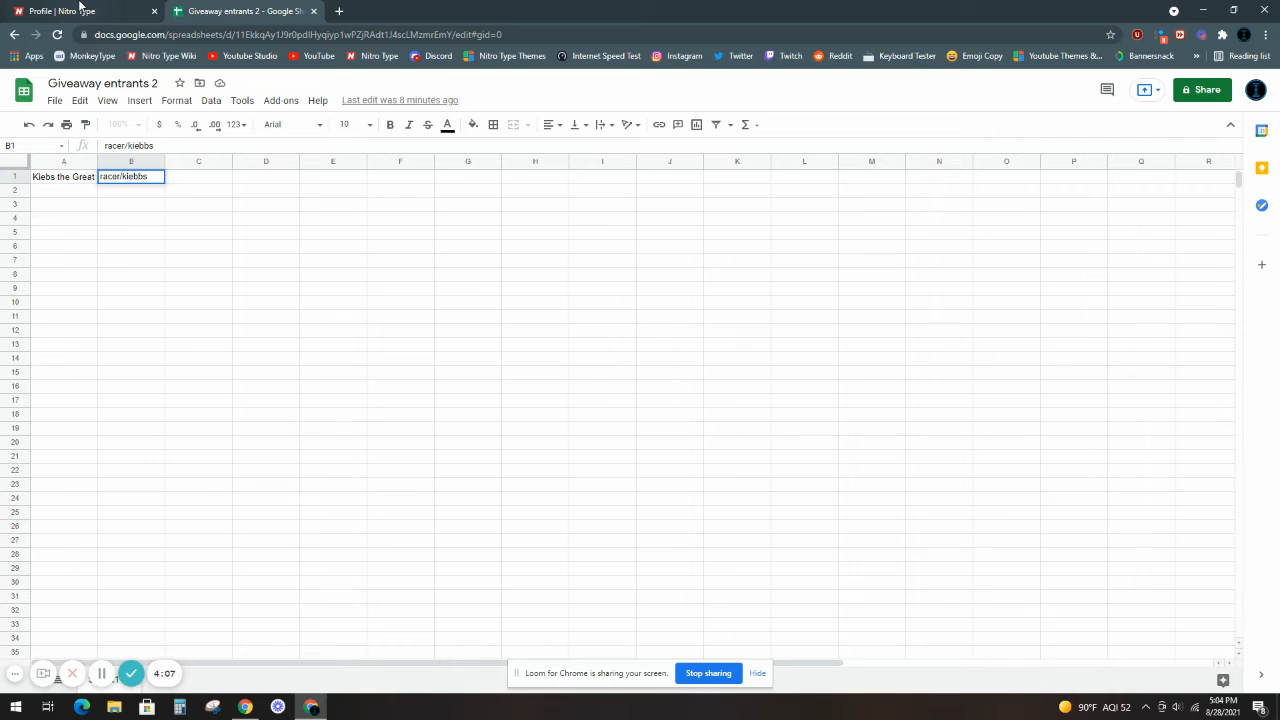 Profile | Nitro Type
Giveaway entrants 2 - Google Sh
docs.google.com/spreadsheets/d/11EkkqAy1J9r0pdIHyqiyp1wPZjRAdt1J4scLMzmrEmY/edit#gid=0
Apps MonkeyType Nitro Type Wiki Youtube Studio YouTube Nitro Type Discord Nitro Type Themes Internet Speed Test Instagram Twitter Twitch Reddit Keyboard Tester Emoji Copy Youtube Themes &... Bannersnack » Reading list
Giveaway entrants 2
File Edit View Insert Format Data Tools Add-ons Help Last edit was 8 minutes ago
Share
100% $ % .0 .00 123 Arial 10 B I S A Σ
B1 fx racer/kiebbs
A B C D E F G H I J K L M N O P Q R
1 Kiebs the Great racer/kiebbs
2
3
4
5
6
7
8
9
10
11
12
13
14
15
16
17
18
19
20
21
22
23
24
25
26
27
28
29
30
31
32
33
34
35
4:07
Loom for Chrome is sharing your screen. Stop sharing Hide
90°F AQI 52
5:04 PM
8/28/2021